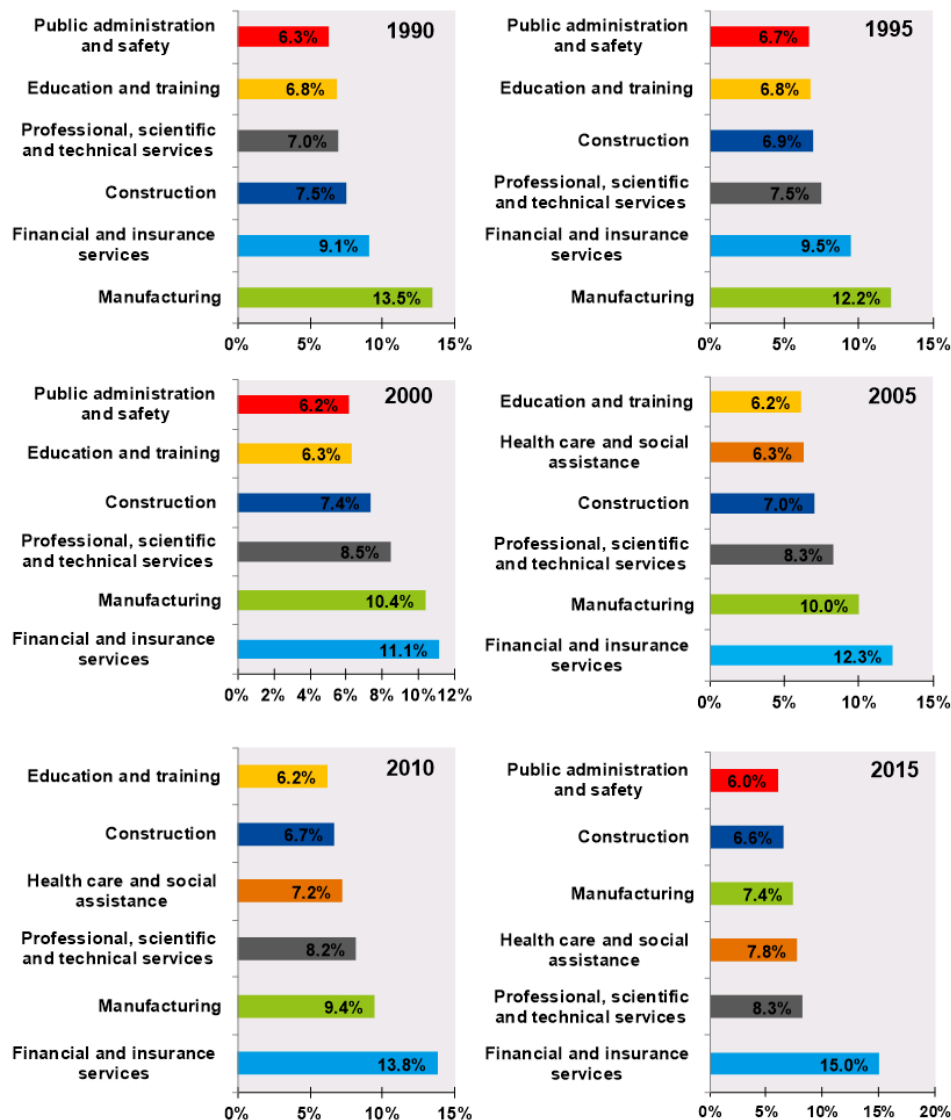 1990
Public administration
and safety
6.3%
Education and training
6.8%
Professional, scientific
and technical services
7.0%
Construction
7.5%
Financial and insurance
services
9.1%
Manufacturing
13.5%
0% 5% 10% 15%
1995
Public administration
and safety
6.7%
Education and training
6.8%
Construction
6.9%
Professional, scientific
and technical services
7.5%
Financial and insurance
services
9.5%
Manufacturing
12.2%
0% 5% 10% 15%
2000
Public administration
and safety
6.2%
Education and training
6.3%
Construction
7.4%
Professional, scientific
and technical services
8.5%
Manufacturing
10.4%
Financial and insurance
services
11.1%
0% 2% 4% 6% 8% 10% 12%
2005
Education and training
6.2%
Health care and social
assistance
6.3%
Construction
7.0%
Professional, scientific
and technical services
8.3%
Manufacturing
10.0%
Financial and insurance
services
12.3%
0% 5% 10% 15%
2010
Education and training
6.2%
Construction
6.7%
Health care and social
assistance
7.2%
Professional, scientific
and technical services
8.2%
Manufacturing
9.4%
Financial and insurance
services
13.8%
0% 5% 10% 15%
2015
Public administration
and safety
6.0%
Construction
6.6%
Manufacturing
7.4%
Health care and social
assistance
7.8%
Professional, scientific
and technical services
8.3%
Financial and insurance
services
15.0%
0% 5% 10% 15% 20%